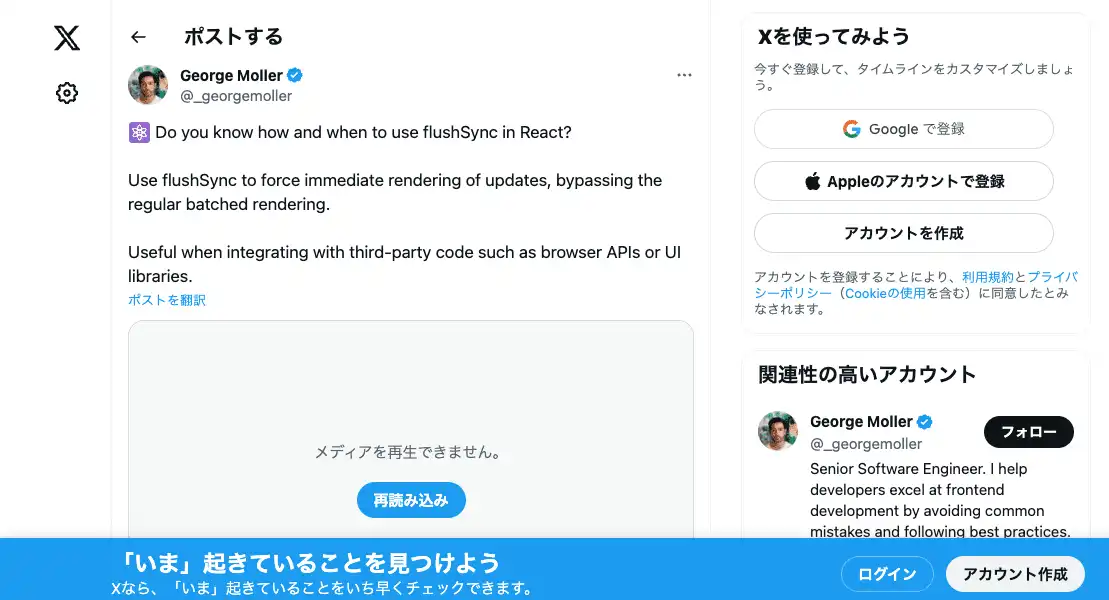 ポストする
George Moller
@_georgemoller
Do you know how and when to use flushSync in React?
Use flushSync to force immediate rendering of updates, bypassing the
regular batched rendering.
Useful when integrating with third-party code such as browser APIs or UI
libraries.
ポストを翻訳
メディアを再生できません。
再読み込み
Xを使ってみよう
今すぐ登録して、タイムラインをカスタマイズしましょ
う。
Google で登録
Appleのアカウントで登録
アカウントを作成
アカウントを登録することにより、利用規約とプライバ
シーポリシー（Cookieの使用を含む）に同意したとみ
なされます。
関連性の高いアカウント
George Moller
@_georgemoller
フォロー
Senior Software Engineer. I help
developers excel at frontend
development by avoiding common
mistakes and following best practices.
「いま」起きていることを見つけよう
Xなら、「いま」起きていることをいち早くチェックできます。
ログイン
アカウント作成